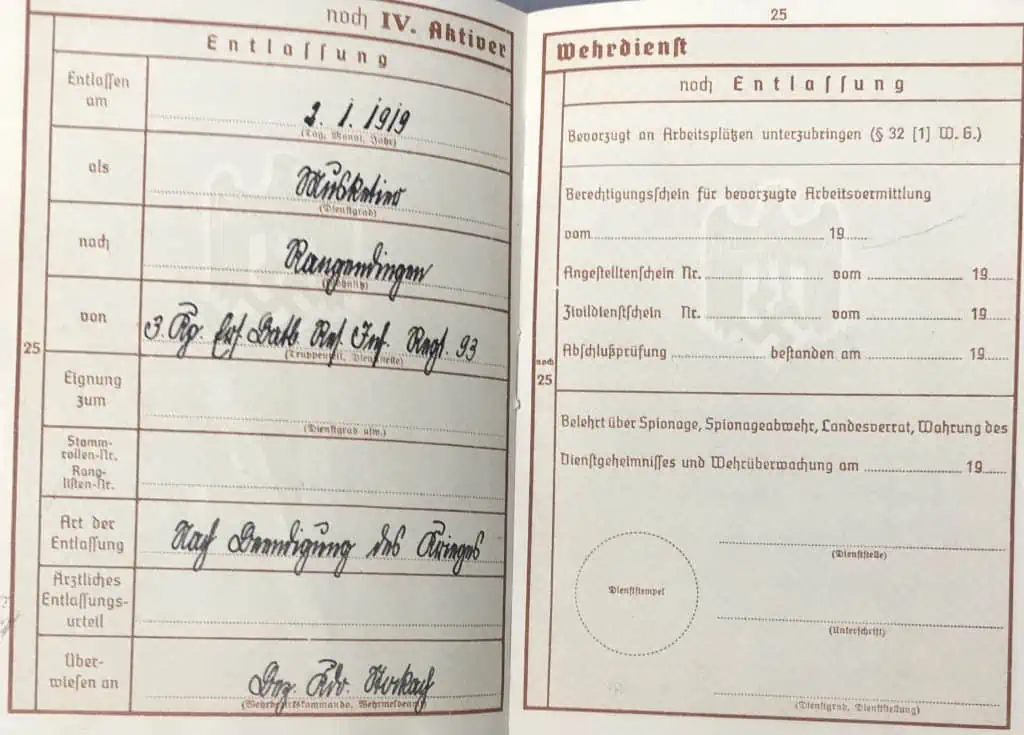 noch IV. Aktiver
Entlassung
Entlassen am
2. 1. 1919
(Tag, Monat, Jahr)
als
Musketier
(Dienstgrad)
nach
Rangendingen
von
3. Kp. Ers. Batl. Res. Inf. Regt. 93
(Truppenteil, Dienststelle)
25
Eignung
zum
(Dienstgrad usw.)
Stamm-
rollen-Nr.
Rang-
listen-Nr.
Art der
Entlassung
Nach Beendigung des Krieges
Ärztliches
Entlassungs-
urteil
Über-
wiesen an
Bez. Kdo. Stockach
(Wehrbezirkskommando, Wehrmeldeamt)
25
Wehrdienst
noch Entlassung
Bevorzugt an Arbeitsplätzen unterzubringen (§ 32 [1] W. G.)
Berechtigungsschein für bevorzugte Arbeitsvermittlung
vom 19
Angestelltenschein Nr. vom 19
Zivildienstschein Nr. vom 19
Abschlußprüfung bestanden am 19
noch
25
Belehrt über Spionage, Spionageabwehr, Landesverrat, Wahrung des
Dienstgeheimnisses und Wehrüberwachung am 19
(Dienststelle)
Dienststempel
(Unterschrift)
(Dienstgrad, Dienststellung)